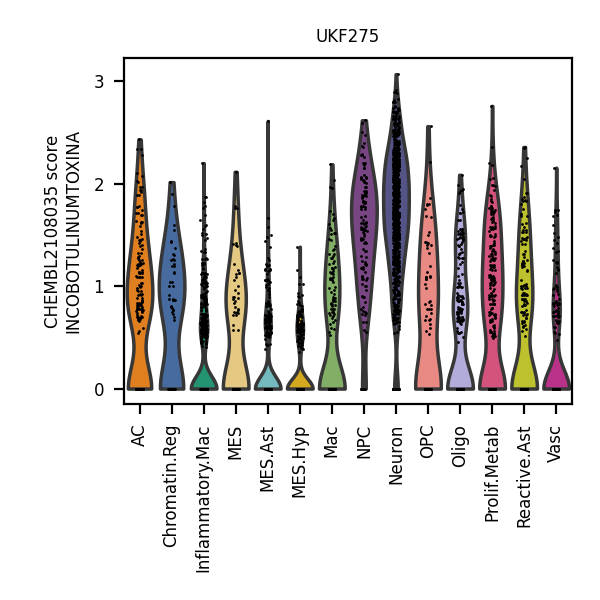 UKF275
CHEMBL2108035 score
INCOBOTULINUMTOXINA
3
2
1
0
AC
Chromatin.Reg
Inflammatory.Mac
MES
MES.Ast
MES.Hyp
Mac
NPC
Neuron
OPC
Oligo
Prolif.Metab
Reactive.Ast
Vasc